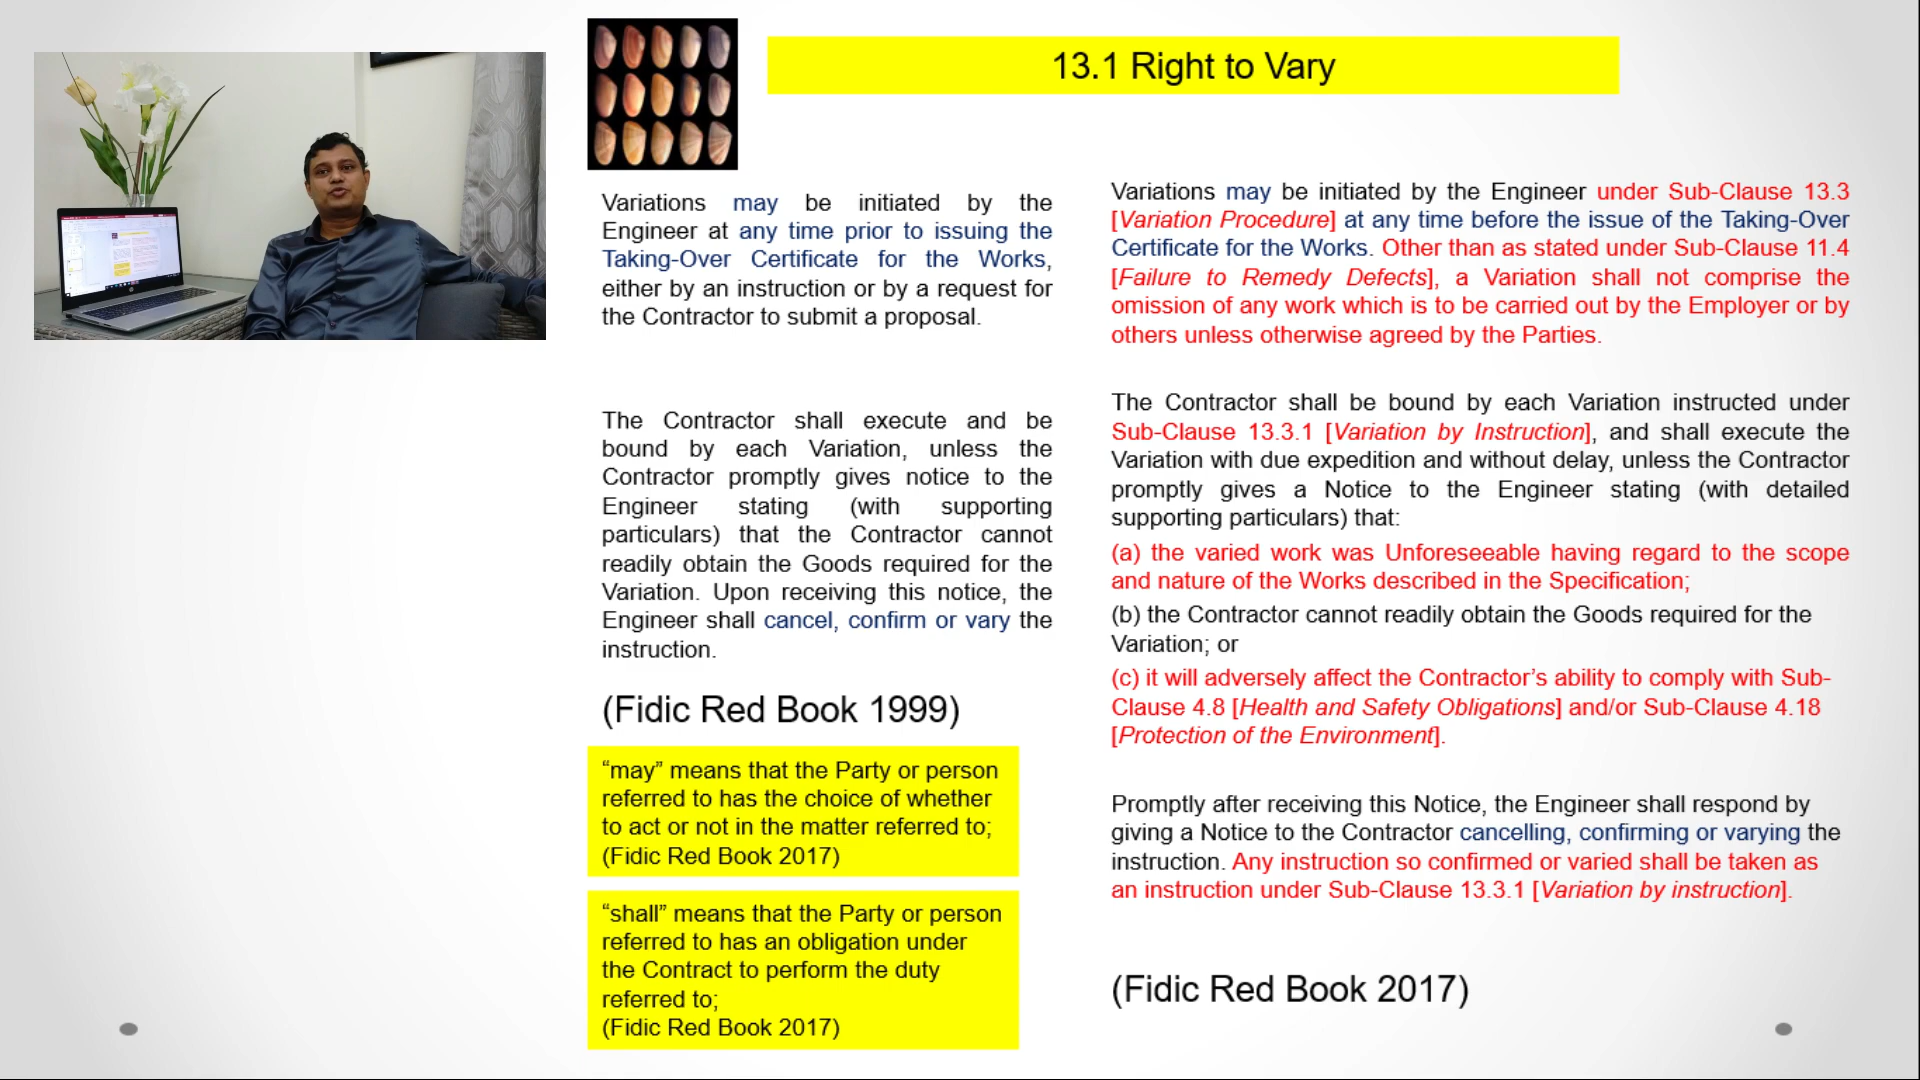 13.1 Right to Vary
Variations may be initiated by the
Engineer at any time prior to issuing the
Taking-Over Certificate for the Works,
either by an instruction or by a request for
the Contractor to submit a proposal.
The Contractor shall execute and be
bound by each Variation, unless the
Contractor promptly gives notice to the
Engineer stating (with supporting
particulars) that the Contractor cannot
readily obtain the Goods required for the
Variation. Upon receiving this notice, the
Engineer shall cancel, confirm or vary the
instruction.
(Fidic Red Book 1999)
“may” means that the Party or person
referred to has the choice of whether
to act or not in the matter referred to;
(Fidic Red Book 2017)
“shall” means that the Party or person
referred to has an obligation under
the Contract to perform the duty
referred to;
(Fidic Red Book 2017)
Variations may be initiated by the Engineer under Sub-Clause 13.3
[Variation Procedure] at any time before the issue of the Taking-Over
Certificate for the Works. Other than as stated under Sub-Clause 11.4
[Failure to Remedy Defects], a Variation shall not comprise the
omission of any work which is to be carried out by the Employer or by
others unless otherwise agreed by the Parties.
The Contractor shall be bound by each Variation instructed under
Sub-Clause 13.3.1 [Variation by Instruction], and shall execute the
Variation with due expedition and without delay, unless the Contractor
promptly gives a Notice to the Engineer stating (with detailed
supporting particulars) that:
(a) the varied work was Unforeseeable having regard to the scope
and nature of the Works described in the Specification;
(b) the Contractor cannot readily obtain the Goods required for the
Variation; or
(c) it will adversely affect the Contractor’s ability to comply with Sub-
Clause 4.8 [Health and Safety Obligations] and/or Sub-Clause 4.18
[Protection of the Environment].
Promptly after receiving this Notice, the Engineer shall respond by
giving a Notice to the Contractor cancelling, confirming or varying the
instruction. Any instruction so confirmed or varied shall be taken as
an instruction under Sub-Clause 13.3.1 [Variation by instruction].
(Fidic Red Book 2017)